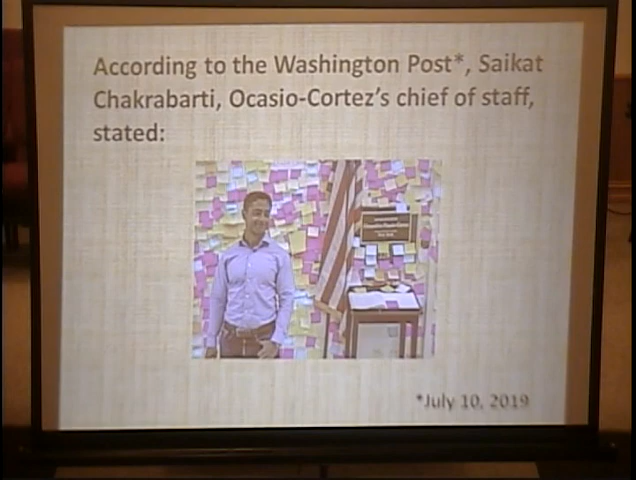 According to the Washington Post*, Saikat
Chakrabarti, Ocasio-Cortez's chief of staff,
stated:
*July 10, 2019